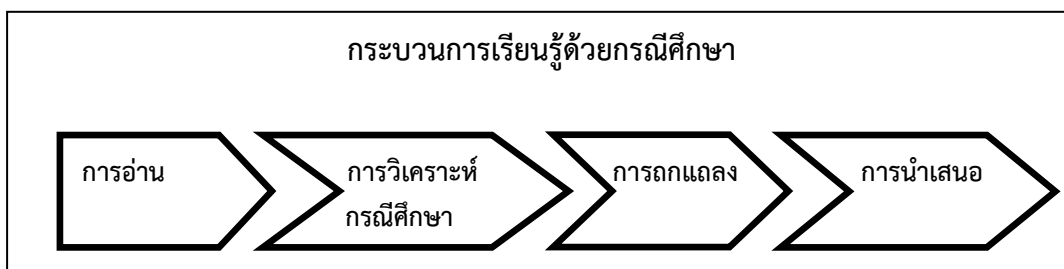 กระบวนการเรียนรู้ด้วยกรณีศึกษา
การอ่าน
การวิเคราะห์
กรณีศึกษา
การถกแถลง
การนำเสนอ